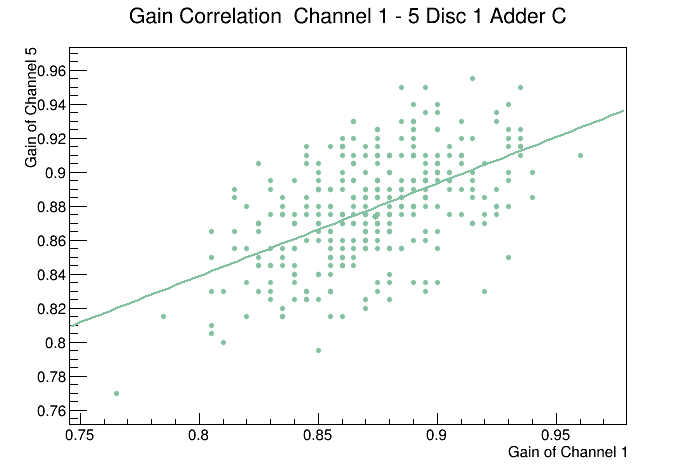 Gain Correlation  Channel 1 - 5 Disc 1 Adder C
Gain of Channel 5
0.96
0.94
0.92
0.9
0.88
0.86
0.84
0.82
0.8
0.78
0.76
0.75 0.8 0.85 0.9 0.95
Gain of Channel 1